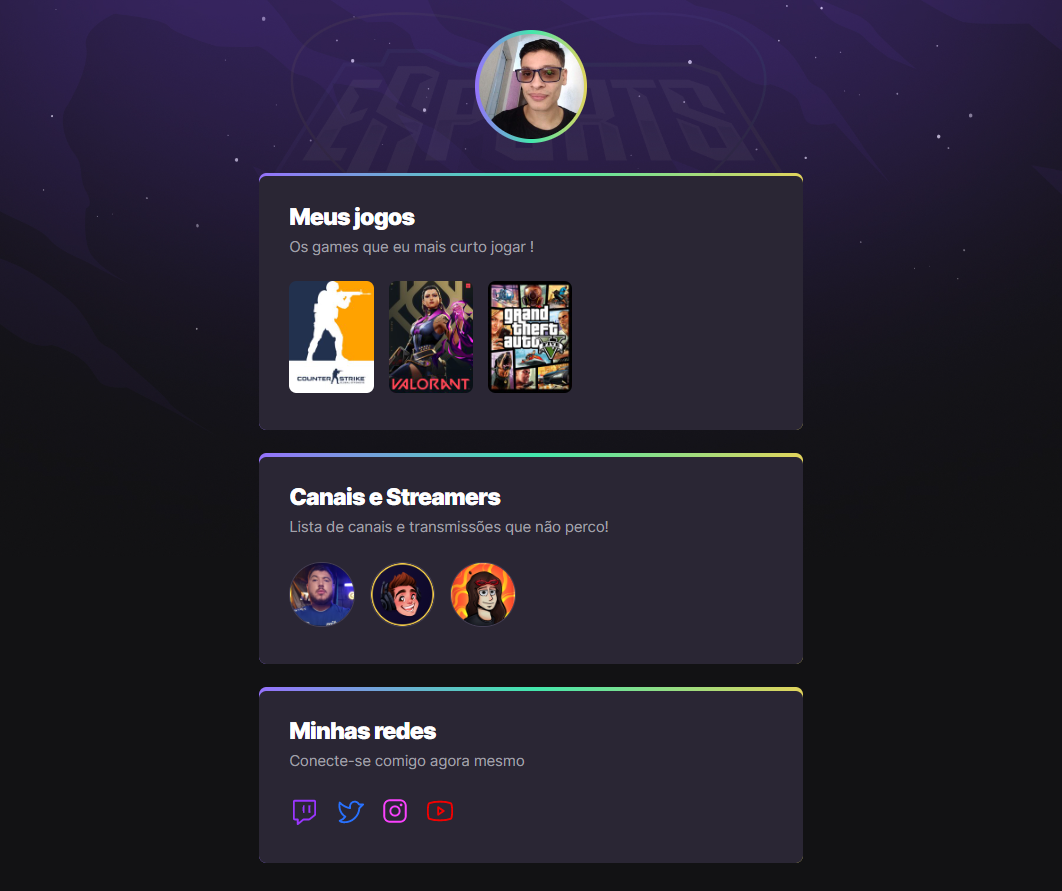 ESPORTS
Meus jogos
Os games que eu mais curto jogar !
COUNTER STRIKE
VALORANT
grand
theft
auto
V
Canais e Streamers
Lista de canais e transmissões que não perco!
Minhas redes
Conecte-se comigo agora mesmo